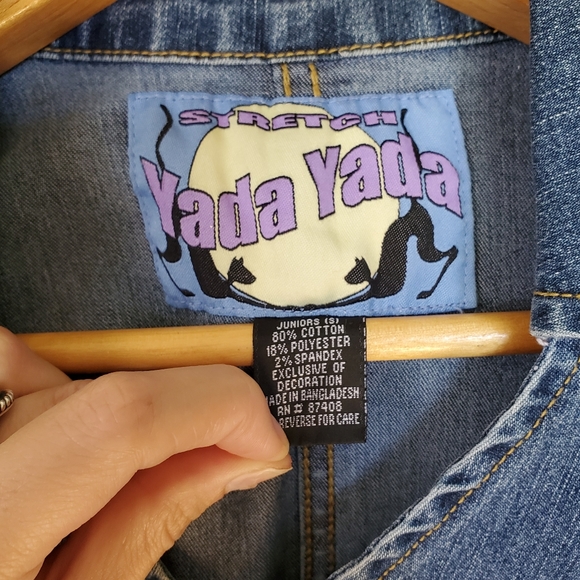 STRETCH
Yada Yada
JUNIORS (S)
80% COTTON
18% POLYESTER
2% SPANDEX
EXCLUSIVE OF
DECORATION
MADE IN BANGLADESH
RN # 87408
REVERSE FOR CARE